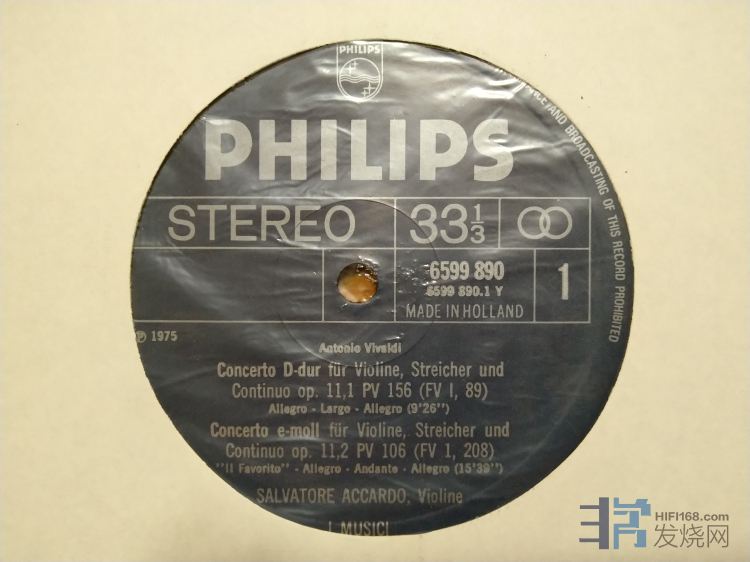 PHILIPS
PHILIPS
STEREO
33⅓
6599 890
6599 890.1 Y
MADE IN HOLLAND
1
℗ 1975
AND BROADCASTING OF THIS RECORD PROHIBITED
Antonio Vivaldi
Concerto D-dur für Violine, Streicher und
Continuo op. 11,1 PV 156 (FV I, 89)
Allegro - Largo - Allegro (9'26")
Concerto e-moll für Violine, Streicher und
Continuo op. 11,2 PV 106 (FV 1, 208)
"Il Favorito" - Allegro - Andante - Allegro (15'39")
SALVATORE ACCARDO, Violine
I MUSICI
HIFI168.com
发烧网